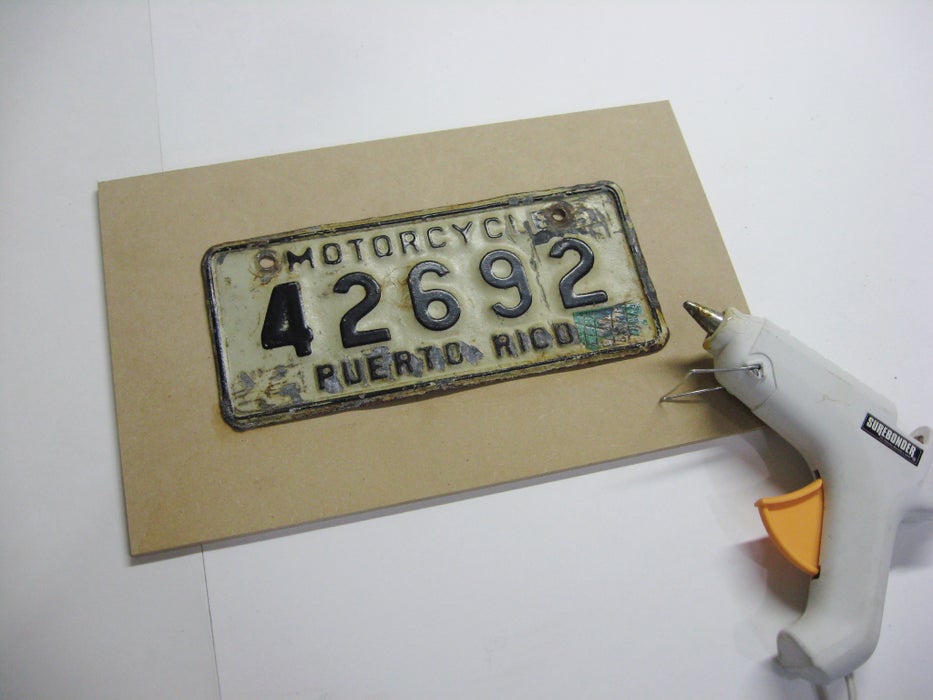 MOTORCYCLE
42692
PUERTO RICO
SUREBONDER